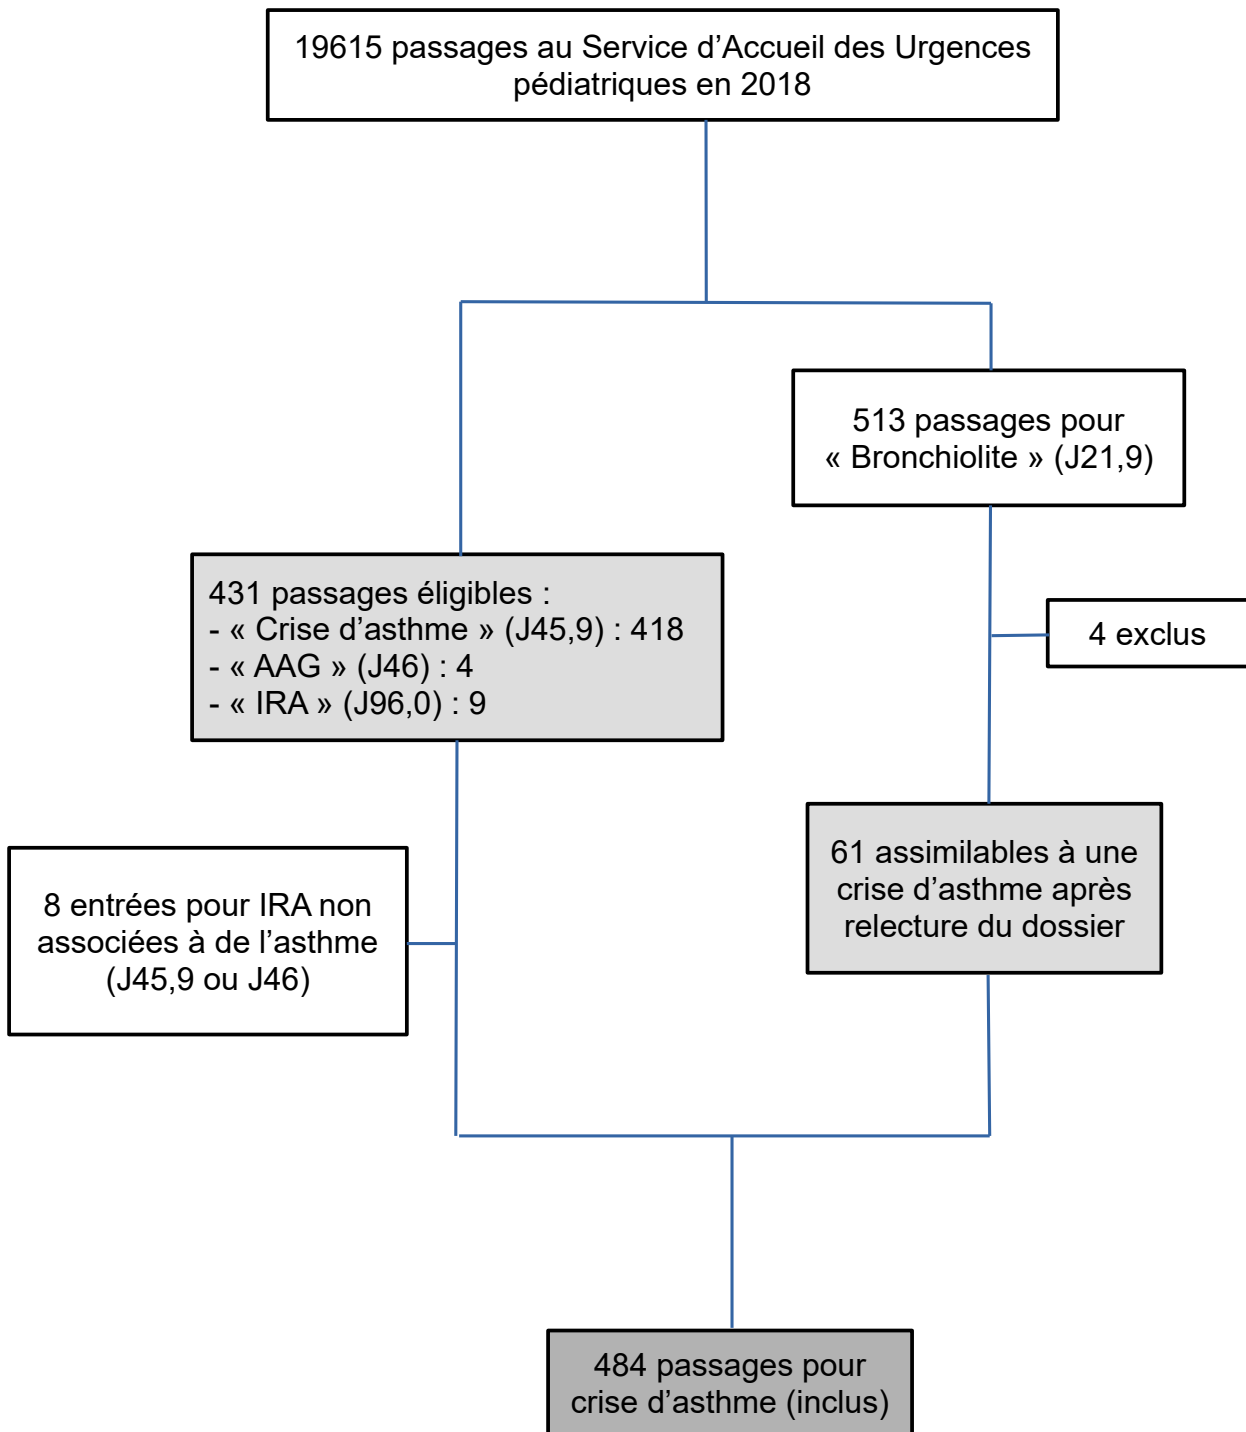 19615 passages au Service d’Accueil des Urgences
pédiatriques en 2018
513 passages pour
« Bronchiolite » (J21,9)
431 passages éligibles :
- « Crise d’asthme » (J45,9) : 418
- « AAG » (J46) : 4
- « IRA » (J96,0) : 9
4 exclus
61 assimilables à une
crise d’asthme après
relecture du dossier
8 entrées pour IRA non
associées à de l’asthme
(J45,9 ou J46)
484 passages pour
crise d’asthme (inclus)